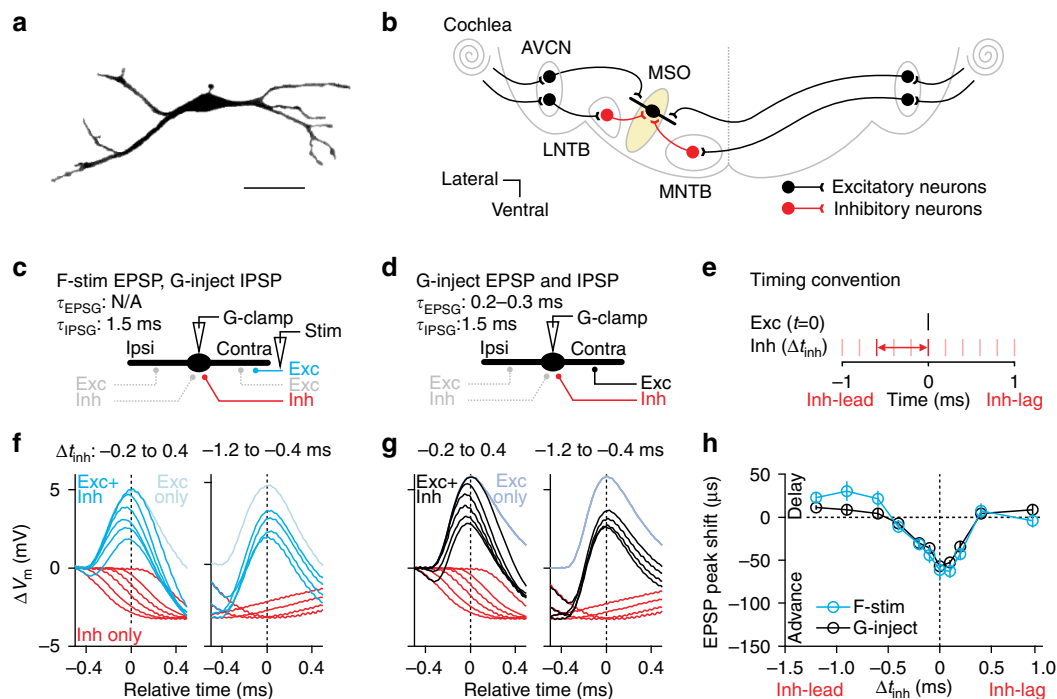 a
b
Cochlea
AVCN
MSO
LNTB
MNTB
Lateral
Ventral
Excitatory neurons
Inhibitory neurons
c
F-stim EPSP, G-inject IPSP
τEPSG: N/A
τIPSG: 1.5 ms
G-clamp
Stim
Ipsi
Contra
Exc
Exc
Exc
Inh
Inh
d
G-inject EPSP and IPSP
τEPSG: 0.2–0.3 ms
τIPSG: 1.5 ms
G-clamp
Ipsi
Contra
Exc
Exc
Inh
Inh
e
Timing convention
Exc (t=0)
Inh (Δtinh)
–1
0
1
Inh-lead
Time (ms)
Inh-lag
f
Δtinh: –0.2 to 0.4
–1.2 to –0.4 ms
Exc+
Inh
Exc
only
Inh only
5
0
–5
ΔVm (mV)
–0.4
0
0.4
–0.4
0
0.4
Relative time (ms)
g
–0.2 to 0.4
–1.2 to –0.4 ms
Exc+
Inh
Exc
only
–0.4
0
0.4
–0.4
0
0.4
Relative time (ms)
h
EPSP peak shift (μs)
Delay
Advance
50
0
–50
–100
–150
F-stim
G-inject
–1.5
–1.0
–0.5
0.0
0.5
1.0
Inh-lead
Δtinh (ms)
Inh-lag